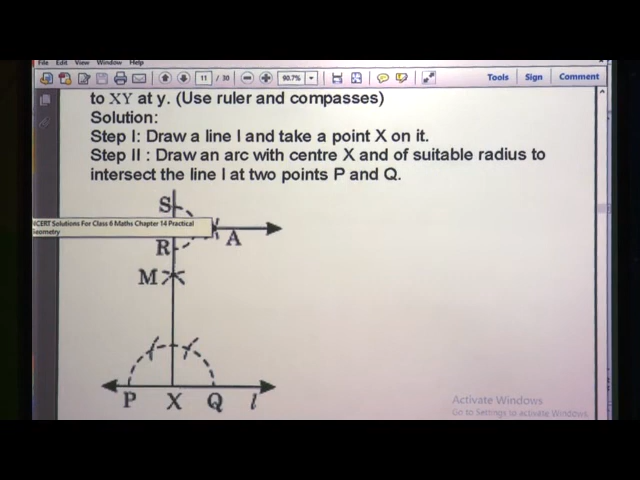 File Edit View Window Help
11 / 30 90.7% Tools Sign Comment
to XY at y. (Use ruler and compasses)
Solution:
Step I: Draw a line l and take a point X on it.
Step II : Draw an arc with centre X and of suitable radius to
intersect the line l at two points P and Q.
S
NCERT Solutions For Class 6 Maths Chapter 14 Practical
Geometry
A
R
M
P X Q l
Activate Windows
Go to Settings to activate Windows.